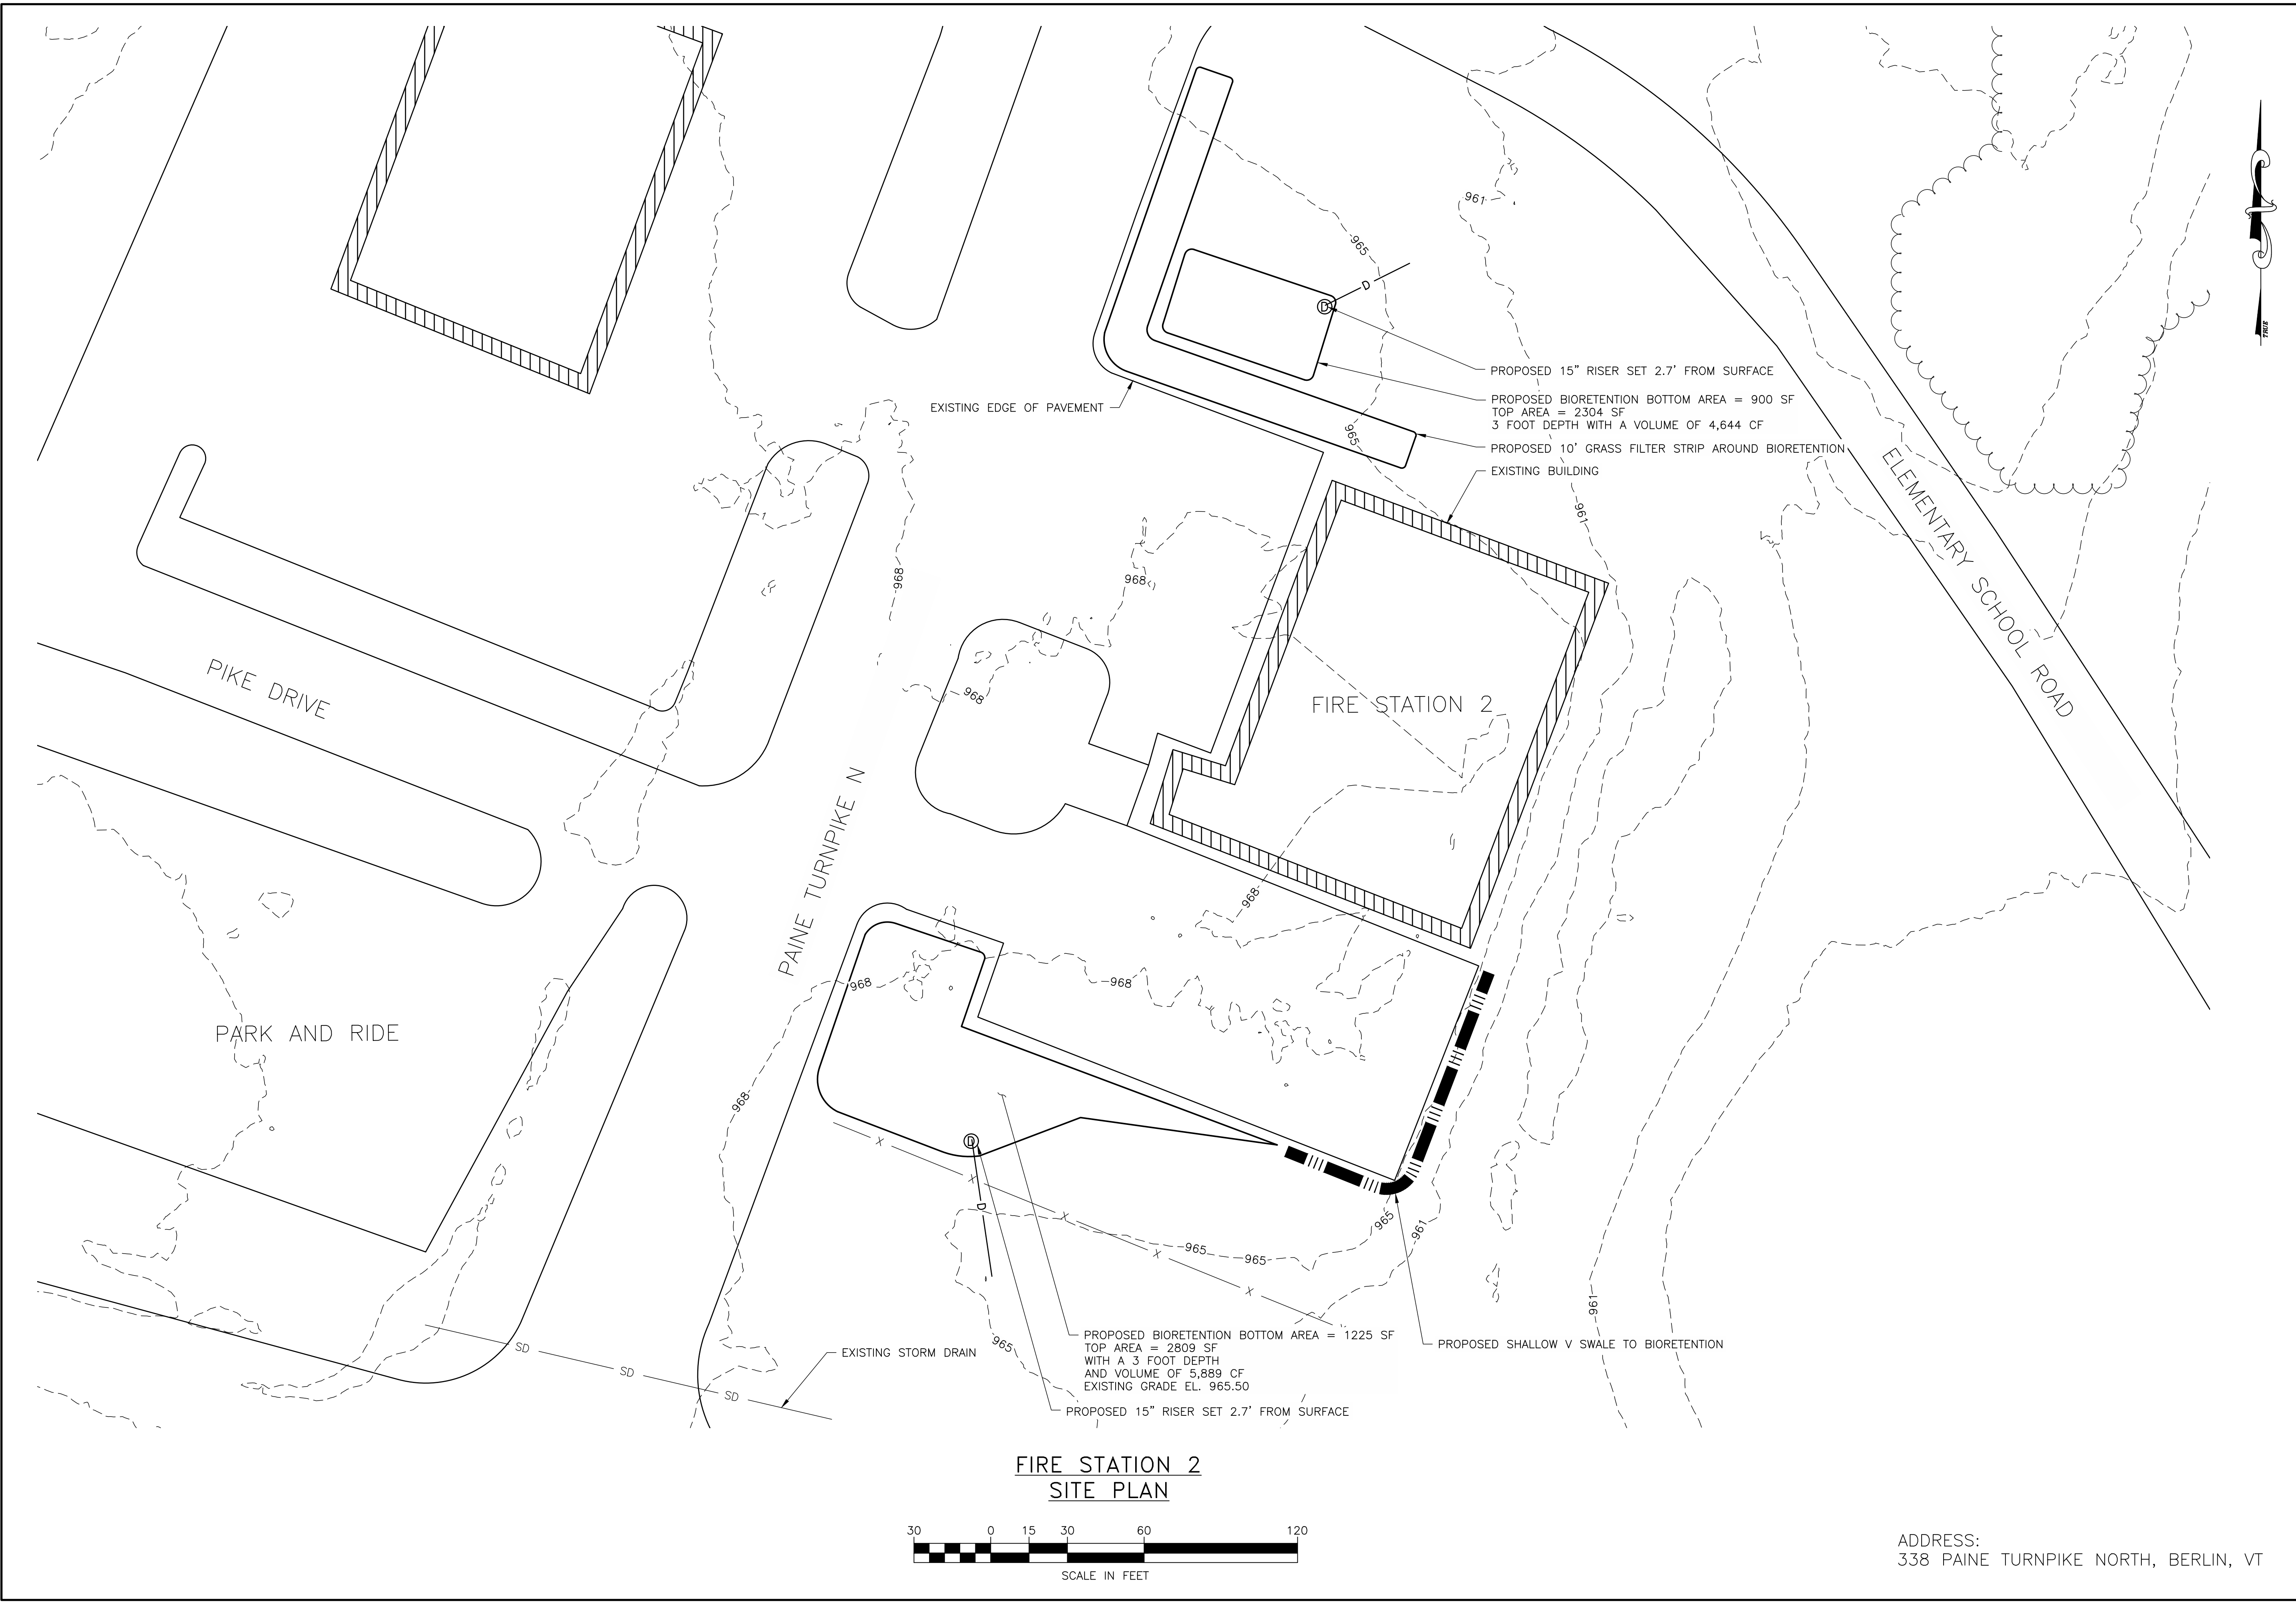 TRUE
961
965
D
D
PROPOSED 15" RISER SET 2.7' FROM SURFACE
PROPOSED BIORETENTION BOTTOM AREA = 900 SF
TOP AREA = 2304 SF
3 FOOT DEPTH WITH A VOLUME OF 4,644 CF
EXISTING EDGE OF PAVEMENT
965
PROPOSED 10' GRASS FILTER STRIP AROUND BIORETENTION
EXISTING BUILDING
961
ELEMENTARY SCHOOL ROAD
968
968
968
PIKE DRIVE
FIRE STATION 2
PAINE TURNPIKE N
968
968
968
PARK AND RIDE
968
D
X
X
D
X
X
X
965
965
965
961
961
965
SD
SD
SD
EXISTING STORM DRAIN
PROPOSED BIORETENTION BOTTOM AREA = 1225 SF
TOP AREA = 2809 SF
WITH A 3 FOOT DEPTH
AND VOLUME OF 5,889 CF
EXISTING GRADE EL. 965.50
PROPOSED SHALLOW V SWALE TO BIORETENTION
PROPOSED 15" RISER SET 2.7' FROM SURFACE
FIRE STATION 2
SITE PLAN
30 0 15 30 60 120
SCALE IN FEET
ADDRESS:
338 PAINE TURNPIKE NORTH, BERLIN, VT